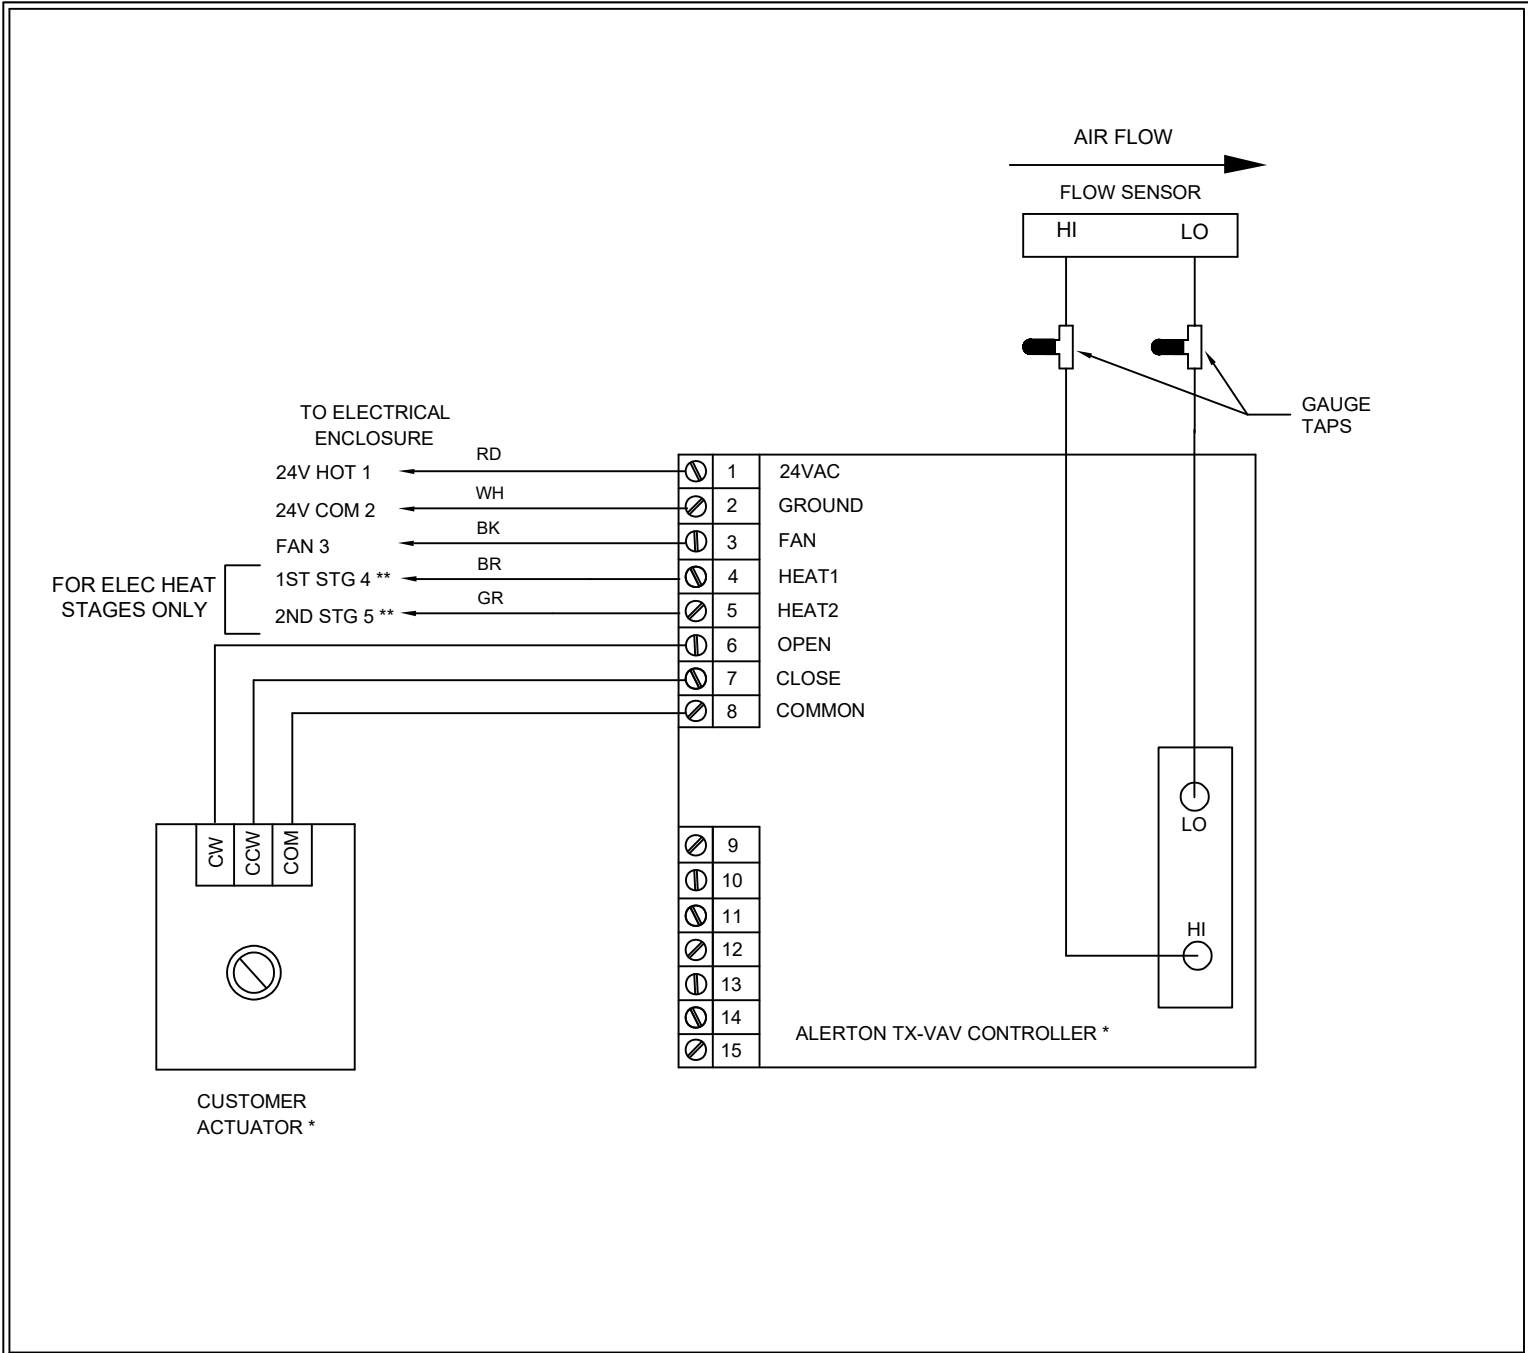 AIR FLOW
FLOW SENSOR
HI LO
GAUGE
TAPS
TO ELECTRICAL
ENCLOSURE
24V HOT 1 RD 1 24VAC
24V COM 2 WH 2 GROUND
FAN 3 BK 3 FAN
FOR ELEC HEAT
STAGES ONLY
1ST STG 4 ** BR 4 HEAT1
2ND STG 5 ** GR 5 HEAT2
6 OPEN
7 CLOSE
8 COMMON
CW CCW COM
LO
HI
9
10
11
12
13
14
15
ALERTON TX-VAV CONTROLLER *
CUSTOMER
ACTUATOR *